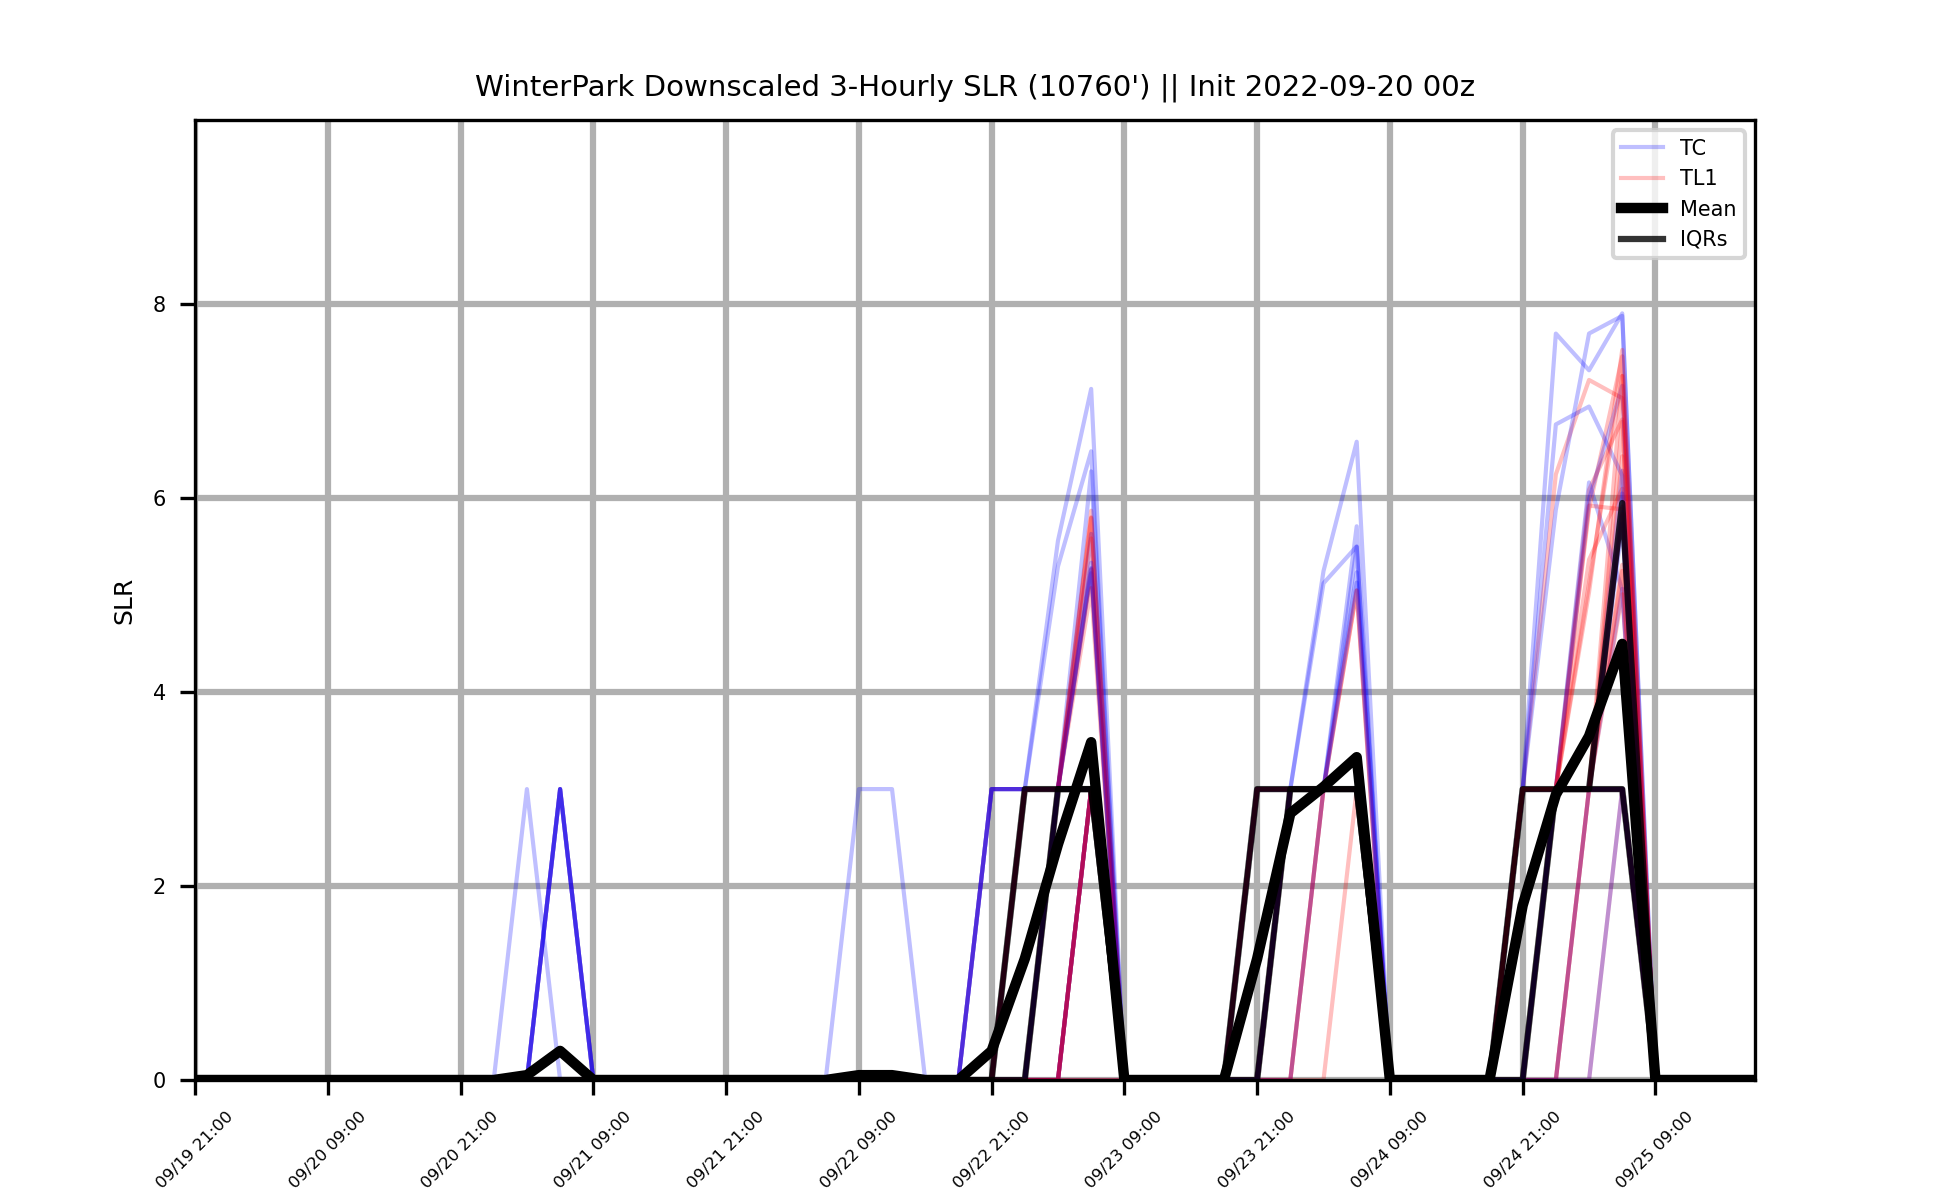 WinterPark Downscaled 3-Hourly SLR (10760') || Init 2022-09-20 00z
TC
TL1
Mean
IQRs
SLR
8
6
4
2
0
09/19 21:00
09/20 09:00
09/20 21:00
09/21 09:00
09/21 21:00
09/22 09:00
09/22 21:00
09/23 09:00
09/23 21:00
09/24 09:00
09/24 21:00
09/25 09:00